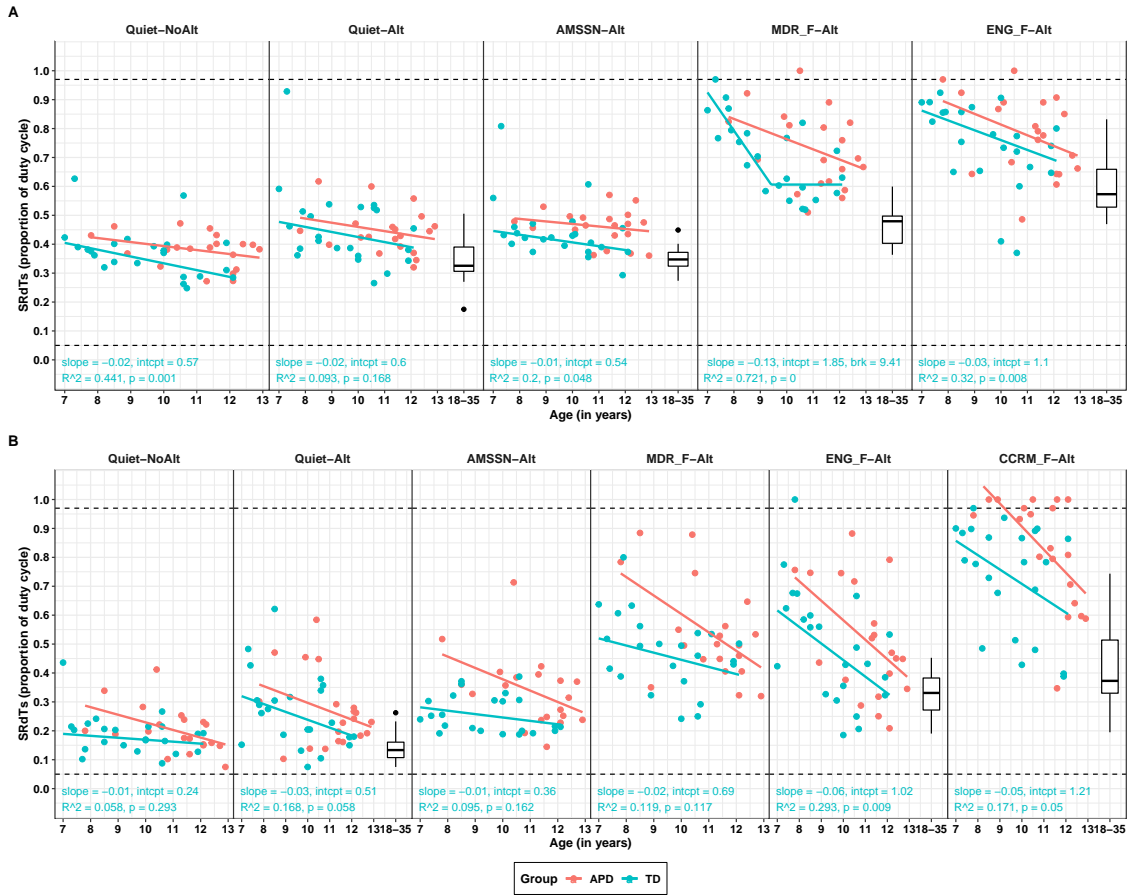 A
Quiet−NoAlt Quiet−Alt AMSSN−Alt MDR_F−Alt ENG_F−Alt
SRdTs (proportion of duty cycle)
1.0
0.9
0.8
0.7
0.6
0.5
0.4
0.3
0.2
0.1
0.0
slope = −0.02, intcpt = 0.57
R^2 = 0.441, p = 0.001
slope = −0.02, intcpt = 0.6
R^2 = 0.093, p = 0.168
slope = −0.01, intcpt = 0.54
R^2 = 0.2, p = 0.048
slope = −0.13, intcpt = 1.85, brk = 9.41
R^2 = 0.721, p = 0
slope = −0.03, intcpt = 1.1
R^2 = 0.32, p = 0.008
7 8 9 10 11 12 13 7 8 9 10 11 12 13 18−35 7 8 9 10 11 12 13 18−35 7 8 9 10 11 12 13 18−35 7 8 9 10 11 12 13 18−35
Age (in years)
B
Quiet−NoAlt Quiet−Alt AMSSN−Alt MDR_F−Alt ENG_F−Alt CCRM_F−Alt
SRdTs (proportion of duty cycle)
1.0
0.9
0.8
0.7
0.6
0.5
0.4
0.3
0.2
0.1
0.0
slope = −0.01, intcpt = 0.24
R^2 = 0.058, p = 0.293
slope = −0.03, intcpt = 0.51
R^2 = 0.168, p = 0.058
slope = −0.01, intcpt = 0.36
R^2 = 0.095, p = 0.162
slope = −0.02, intcpt = 0.69
R^2 = 0.119, p = 0.117
slope = −0.06, intcpt = 1.02
R^2 = 0.293, p = 0.009
slope = −0.05, intcpt = 1.21
R^2 = 0.171, p = 0.05
7 8 9 10 11 12 13 7 8 9 10 11 12 13 18−35 7 8 9 10 11 12 13 7 8 9 10 11 12 13 7 8 9 10 11 12 13 18−35 7 8 9 10 11 12 13 18−35
Age (in years)
Group APD TD